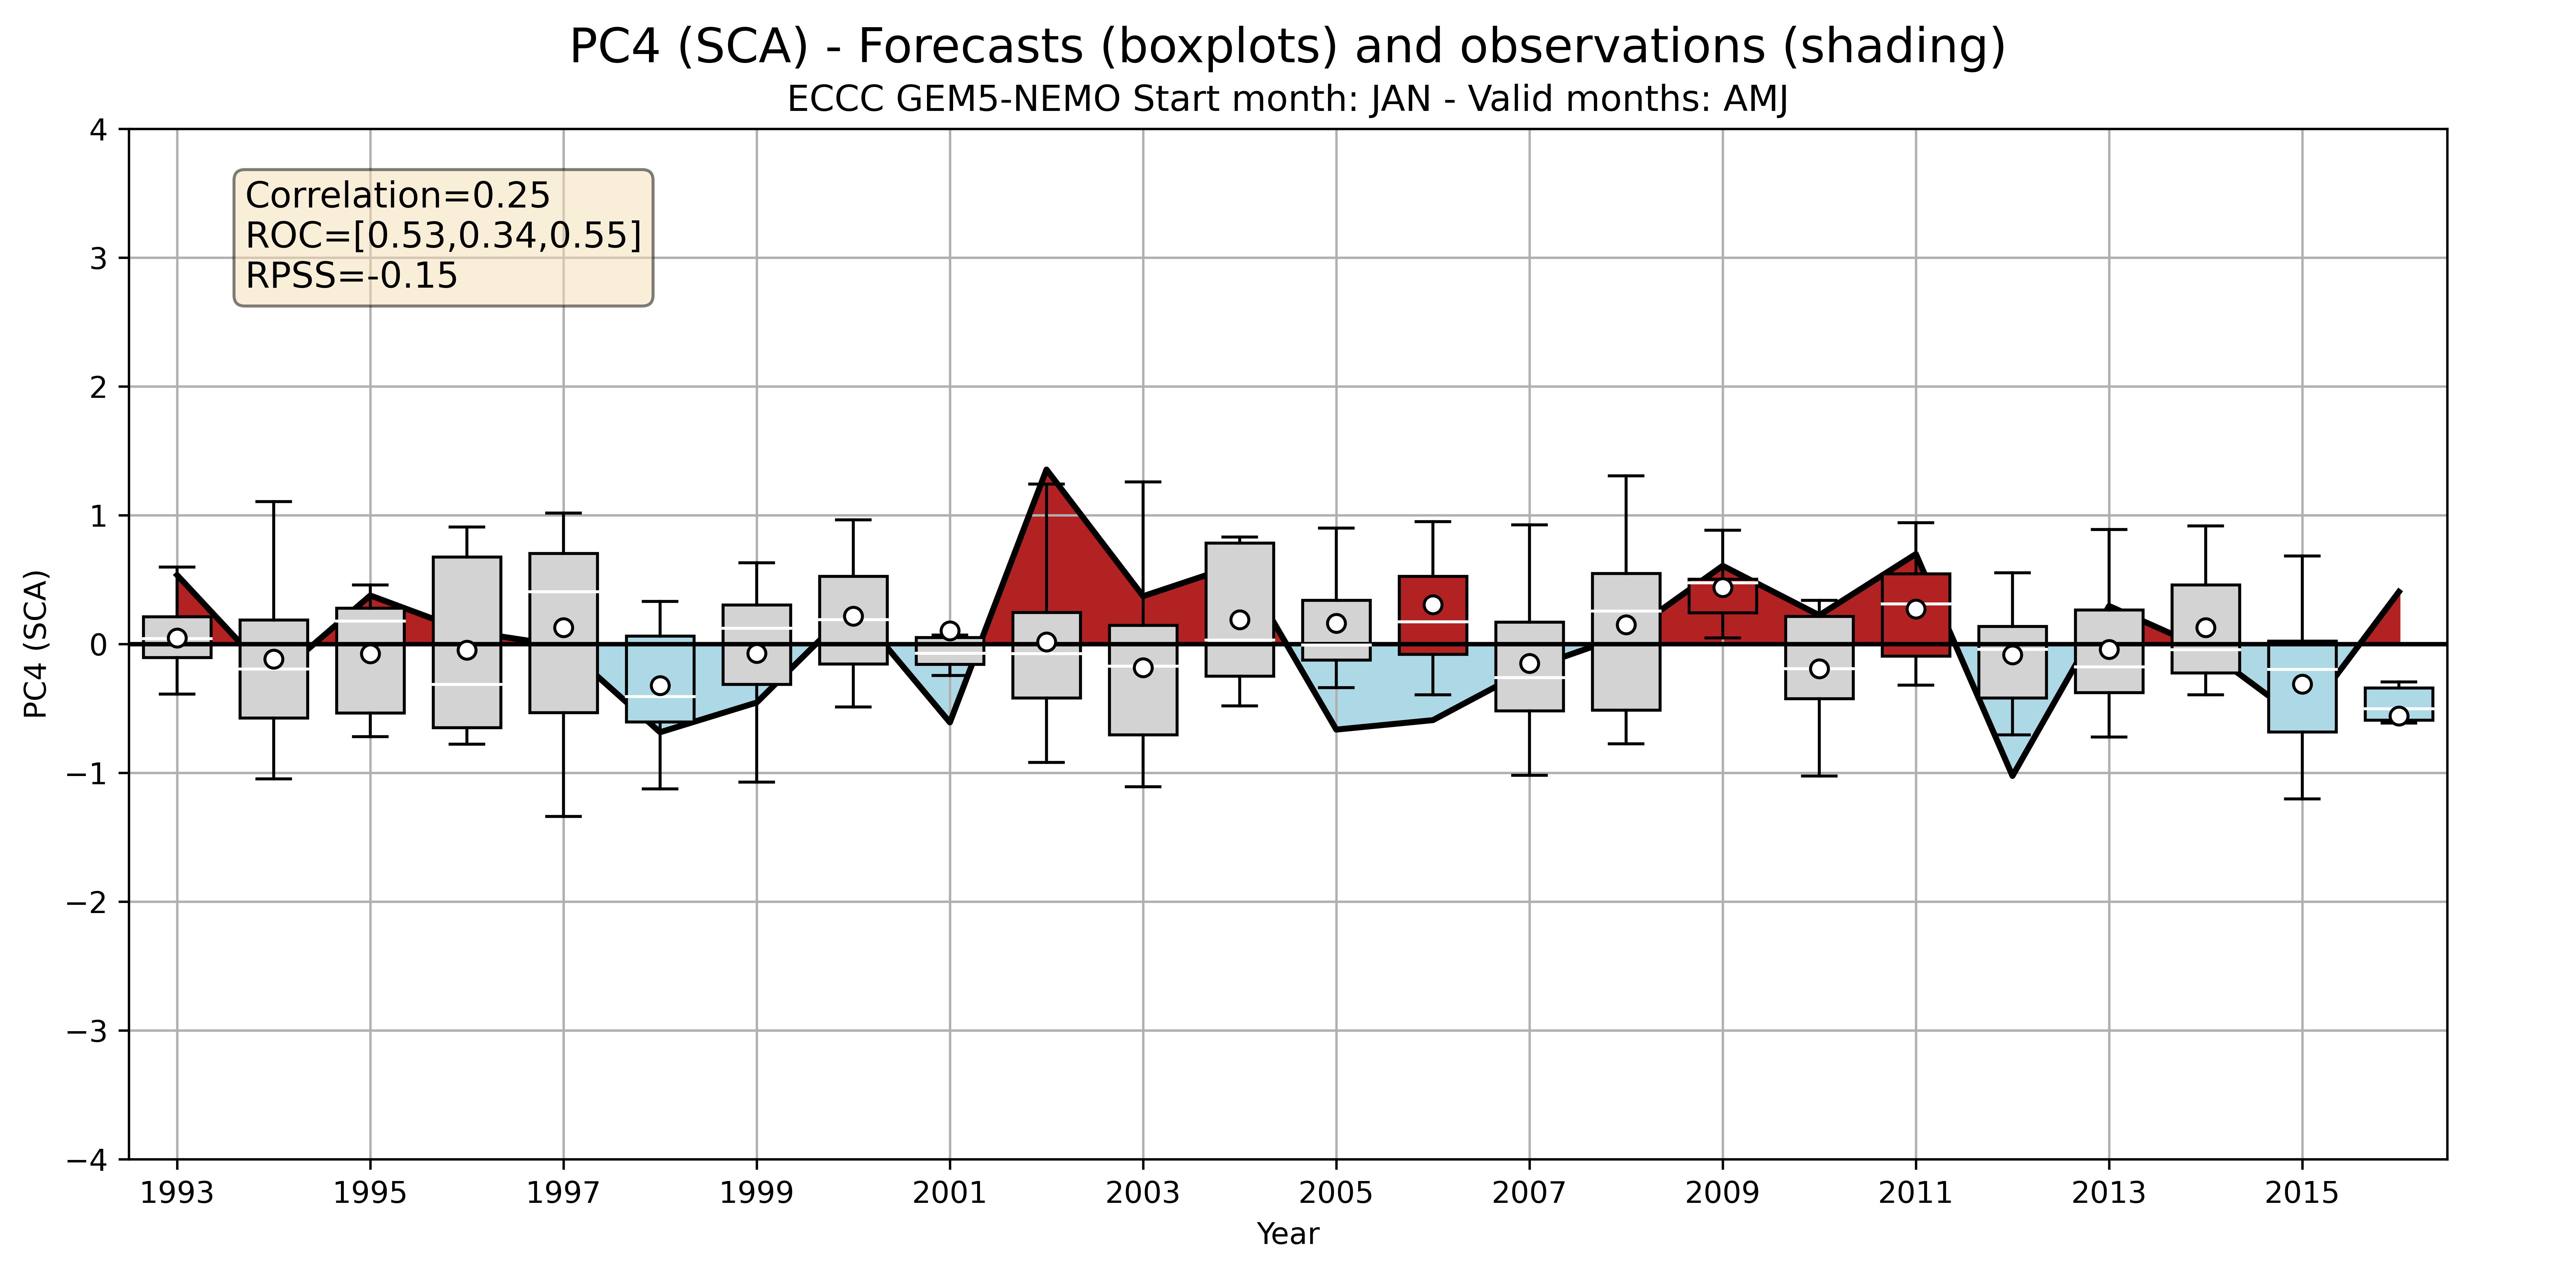 PC4 (SCA) - Forecasts (boxplots) and observations (shading)
ECCC GEM5-NEMO Start month: JAN - Valid months: AMJ
Correlation=0.25
ROC=[0.53,0.34,0.55]
RPSS=-0.15
PC4 (SCA)
4
3
2
1
0
−1
−2
−3
−4
1993 1995 1997 1999 2001 2003 2005 2007 2009 2011 2013 2015
Year